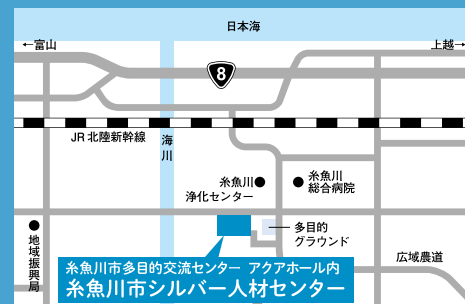 日本海
←富山
上越→
8
JR 北陸新幹線
海川
糸魚川
浄化センター
糸魚川
総合病院
多目的
グラウンド
地域振興局
広域農道
糸魚川市多目的交流センター アクアホール内
糸魚川市シルバー人材センター